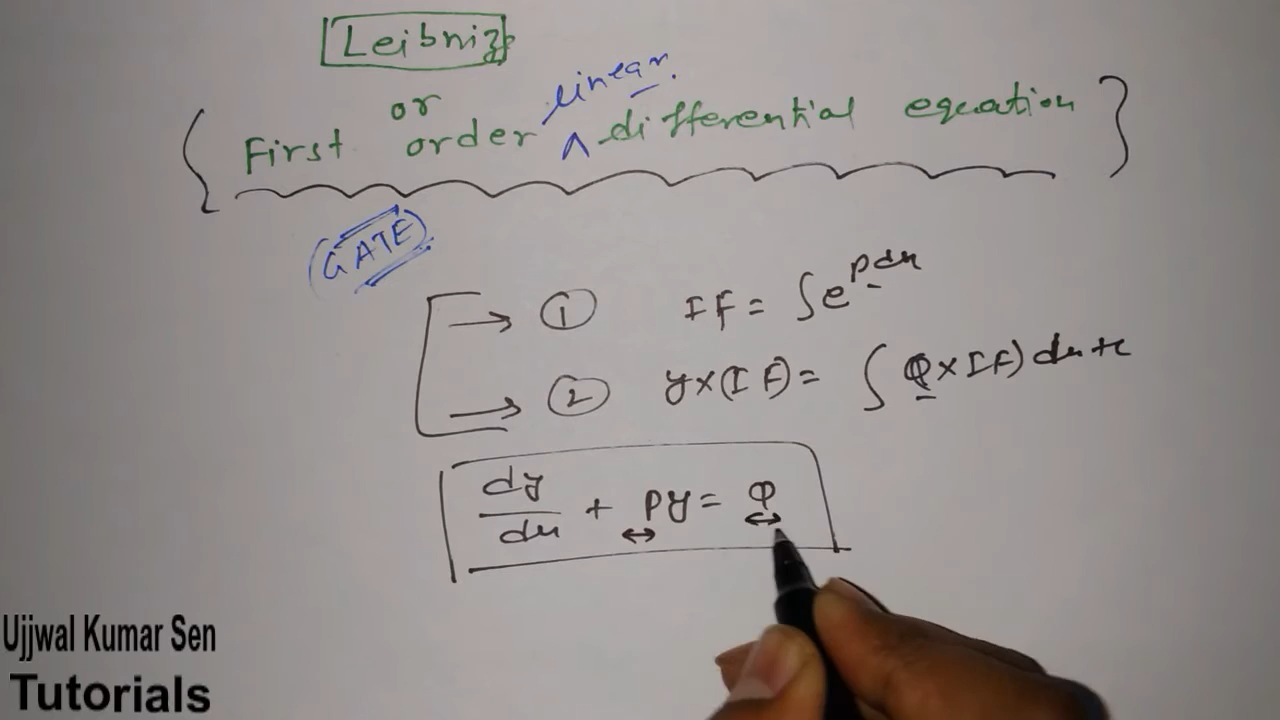 Leibniz
or
First order ^ linear. differential equation
GATE
→ ① IF = ∫e^{Pdx}
→ ② y×(IF) = ∫ Q×IF) dx+c
dy/dx + Py = Q
Ujjwal Kumar Sen
Tutorials